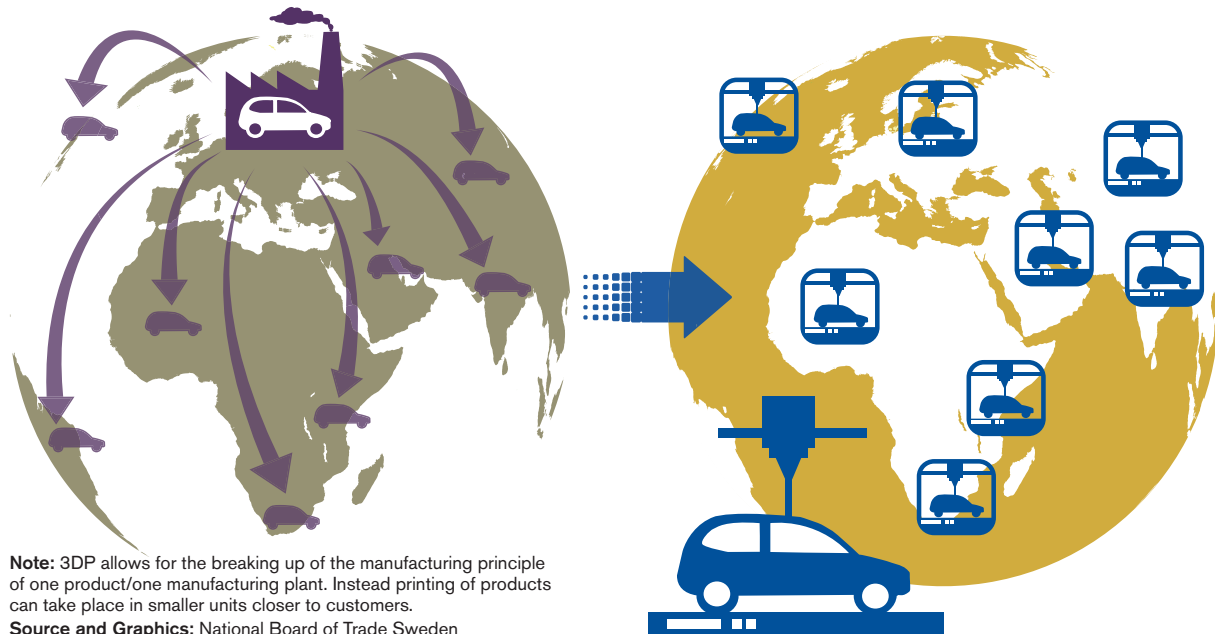 Note: 3DP allows for the breaking up of the manufacturing principle
of one product/one manufacturing plant. Instead printing of products
can take place in smaller units closer to customers.
Source and Graphics: National Board of Trade Sweden